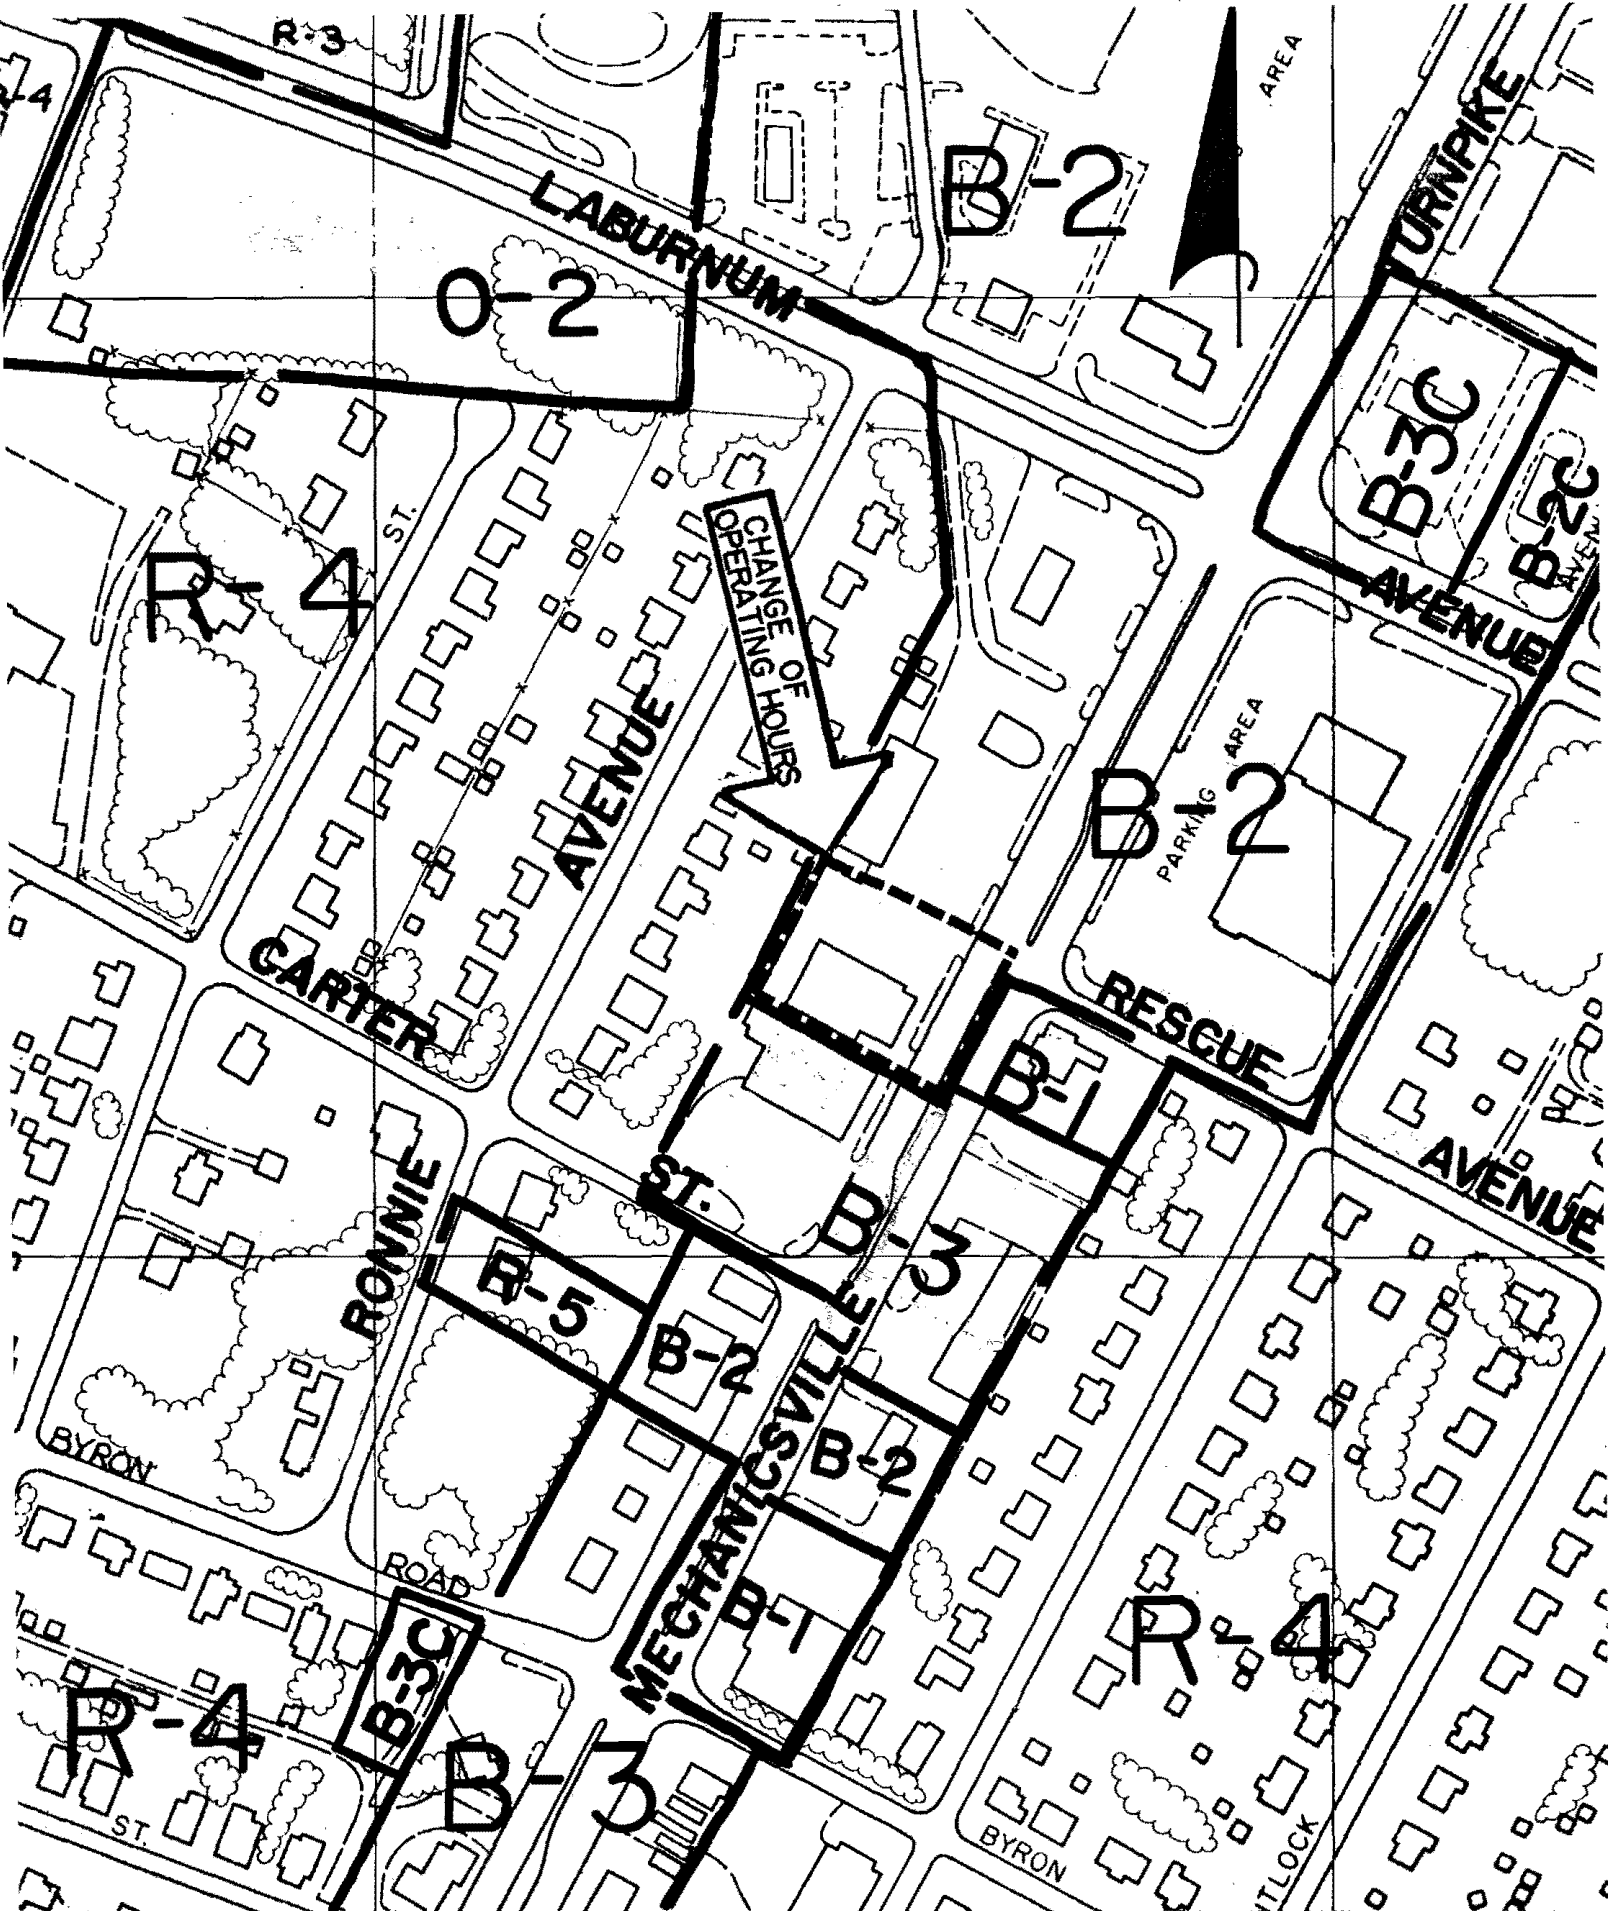 R-3
R-4
AREA
TURNPIKE
B-2
LABURNUM
O-2
B-3C
B-2C
ST.
R-4
CHANGE OF
OPERATING HOURS
AVENUE
AVENUE
AREA
PARKING
B-2
CARTER
RESCUE
AVENUE
B-1
ST.
RONNIE
B-3
R-5
B-2
MECHANICSVILLE
B-2
BYRON
ROAD
B-1
R-4
B-3C
R-4
B-3
ST.
BYRON